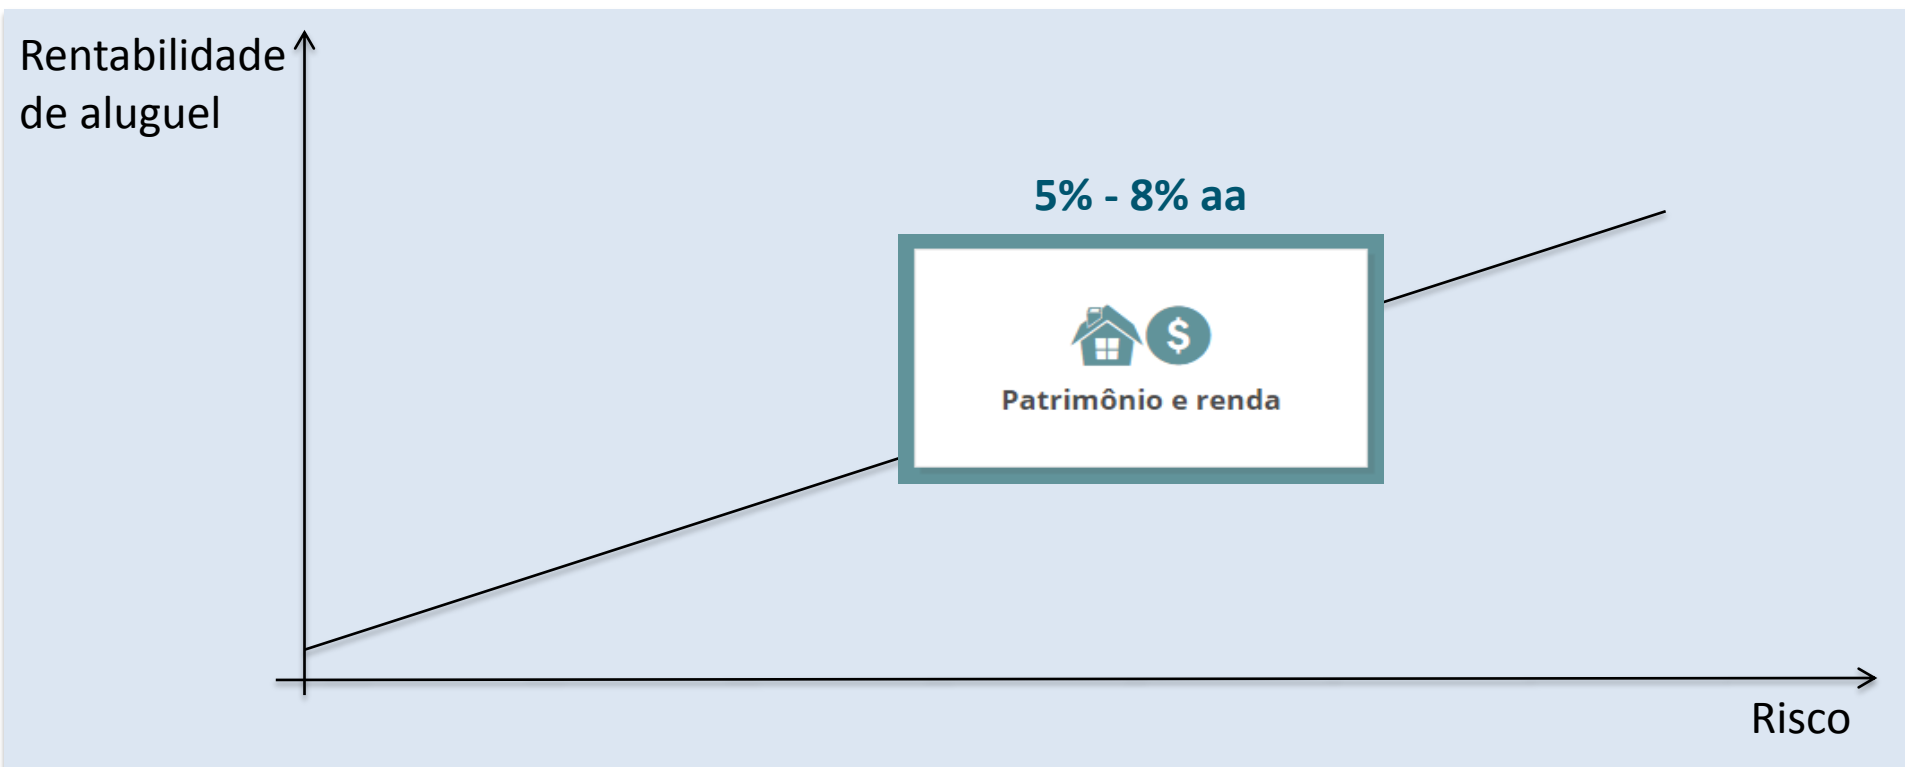 Rentabilidade
de aluguel
5% - 8% aa
$
Patrimônio e renda
Risco